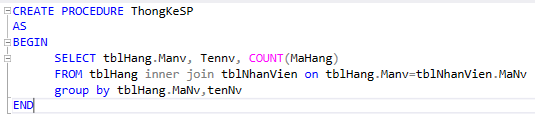 CREATE PROCEDURE ThongKeSP
AS
BEGIN
SELECT tblHang.Manv, Tennv, COUNT(MaHang)
FROM tblHang inner join tblNhanVien on tblHang.Manv=tblNhanVien.MaNv
group by tblHang.MaNv,tenNv
END